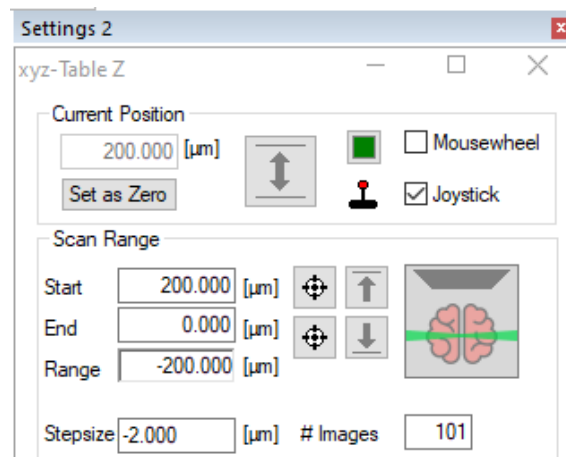 Settings 2
xyz-Table Z
Current Position
200.000 [µm]
Mousewheel
Set as Zero
Joystick
Scan Range
Start 200.000 [µm]
End 0.000 [µm]
Range -200.000 [µm]
Stepsize -2.000 [µm] # Images 101